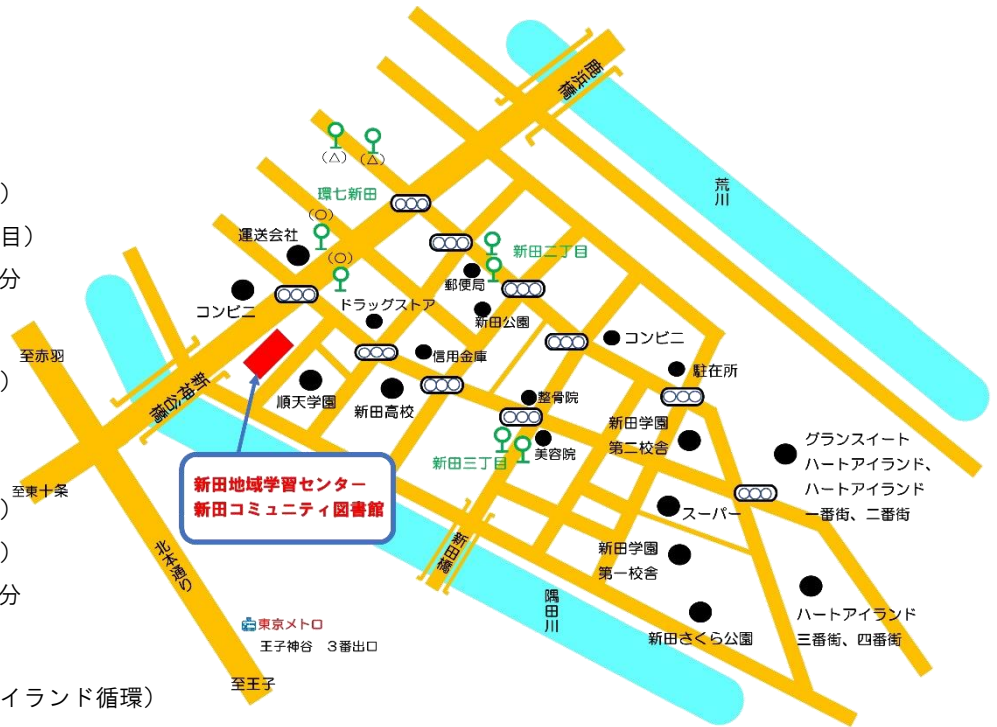 ）
目）
分
）
）
）
分
イランド循環）
鹿浜橋
荒川
(△)
(△)
環七新田
(○)
運送会社
(○)
新田二丁目
郵便局
コンビニ
ドラッグストア
新田公園
コンビニ
至赤羽
信用金庫
駐在所
新神谷橋
順天学園
新田高校
整骨院
新田学園
第二校舎
グランスイート
ハートアイランド、
ハートアイランド
一番街、二番街
美容院
新田三丁目
至東十条
新田地域学習センター
新田コミュニティ図書館
スーパー
北本通り
新田橋
新田学園
第一校舎
隅田川
ハートアイランド
三番街、四番街
新田さくら公園
東京メトロ
王子神谷　3番出口
至王子